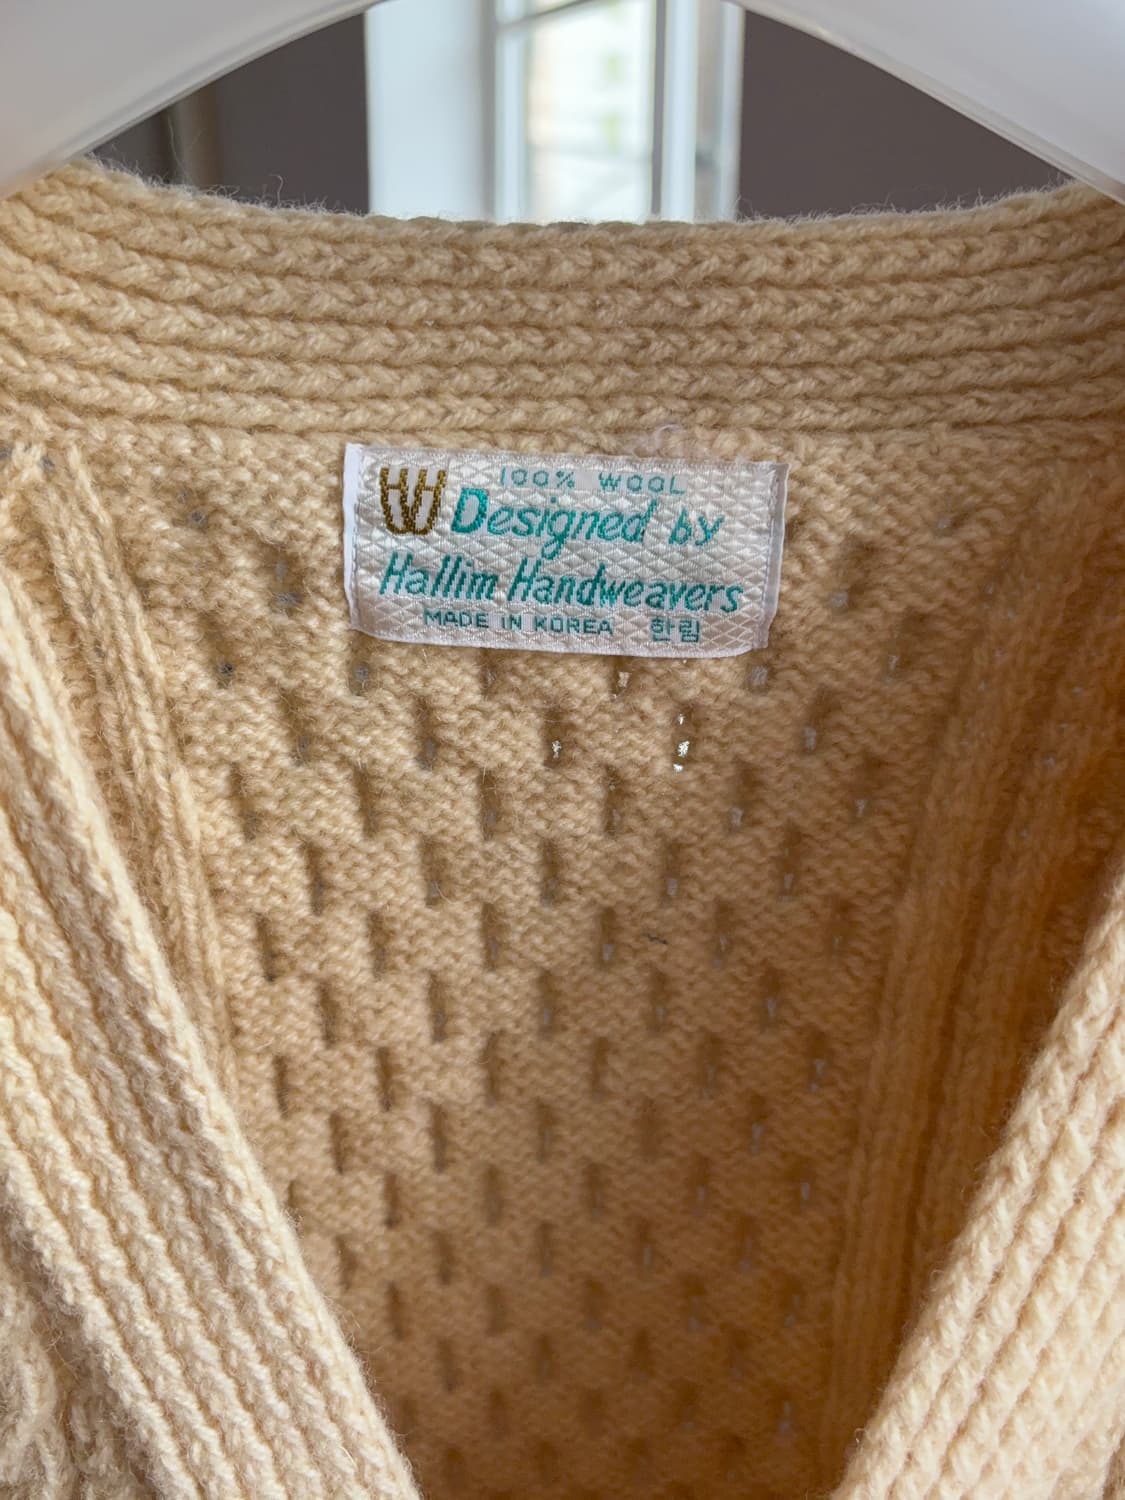 100% WOOL
Designed by
Hallim Handweavers
MADE IN KOREA 한림